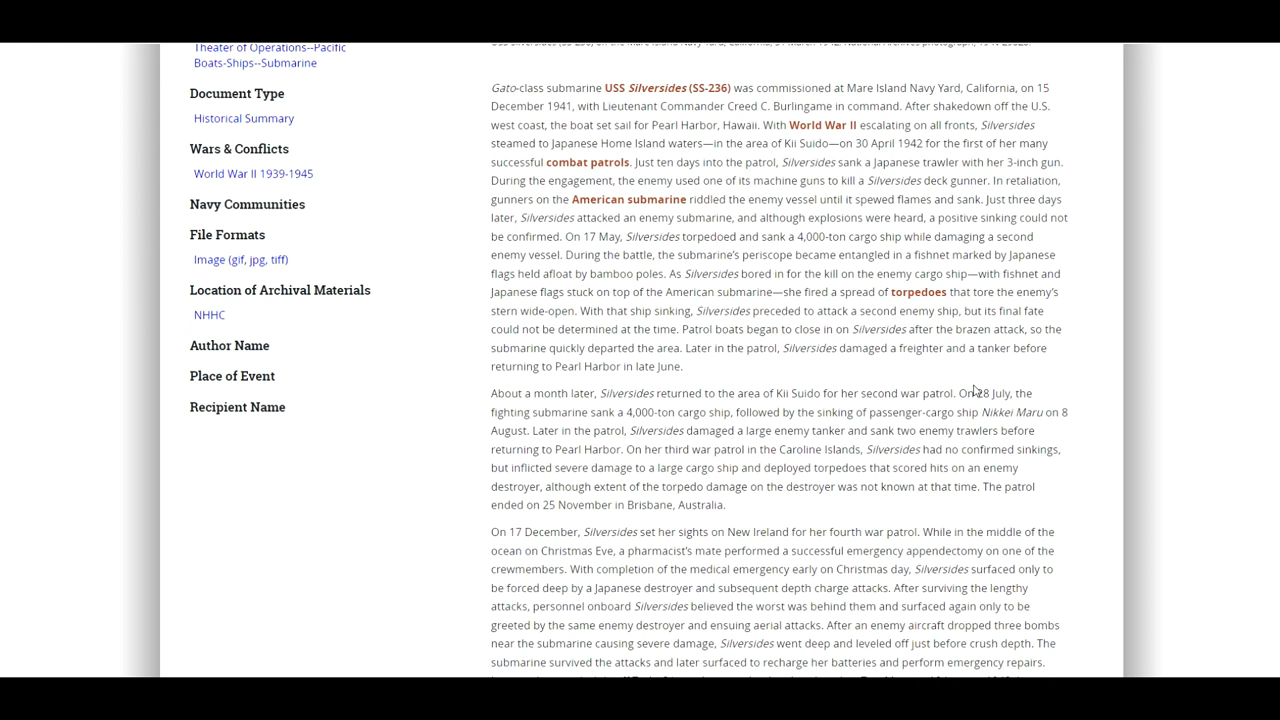 Theater of Operations--Pacific
Boats-Ships--Submarine
Document Type
Historical Summary
Wars & Conflicts
World War II 1939-1945
Navy Communities
File Formats
Image (gif, jpg, tiff)
Location of Archival Materials
NHHC
Author Name
Place of Event
Recipient Name
Gato-class submarine USS Silversides (SS-236) was commissioned at Mare Island Navy Yard, California, on 15
December 1941, with Lieutenant Commander Creed C. Burlingame in command. After shakedown off the U.S.
west coast, the boat set sail for Pearl Harbor, Hawaii. With World War II escalating on all fronts, Silversides
steamed to Japanese Home Island waters—in the area of Kii Suido—on 30 April 1942 for the first of her many
successful combat patrols. Just ten days into the patrol, Silversides sank a Japanese trawler with her 3-inch gun.
During the engagement, the enemy used one of its machine guns to kill a Silversides deck gunner. In retaliation,
gunners on the American submarine riddled the enemy vessel until it spewed flames and sank. Just three days
later, Silversides attacked an enemy submarine, and although explosions were heard, a positive sinking could not
be confirmed. On 17 May, Silversides torpedoed and sank a 4,000-ton cargo ship while damaging a second
enemy vessel. During the battle, the submarine's periscope became entangled in a fishnet marked by Japanese
flags held afloat by bamboo poles. As Silversides bored in for the kill on the enemy cargo ship—with fishnet and
Japanese flags stuck on top of the American submarine—she fired a spread of torpedoes that tore the enemy's
stern wide-open. With that ship sinking, Silversides preceded to attack a second enemy ship, but its final fate
could not be determined at the time. Patrol boats began to close in on Silversides after the brazen attack, so the
submarine quickly departed the area. Later in the patrol, Silversides damaged a freighter and a tanker before
returning to Pearl Harbor in late June.
About a month later, Silversides returned to the area of Kii Suido for her second war patrol. On 28 July, the
fighting submarine sank a 4,000-ton cargo ship, followed by the sinking of passenger-cargo ship Nikkei Maru on 8
August. Later in the patrol, Silversides damaged a large enemy tanker and sank two enemy trawlers before
returning to Pearl Harbor. On her third war patrol in the Caroline Islands, Silversides had no confirmed sinkings,
but inflicted severe damage to a large cargo ship and deployed torpedoes that scored hits on an enemy
destroyer, although extent of the torpedo damage on the destroyer was not known at that time. The patrol
ended on 25 November in Brisbane, Australia.
On 17 December, Silversides set her sights on New Ireland for her fourth war patrol. While in the middle of the
ocean on Christmas Eve, a pharmacist's mate performed a successful emergency appendectomy on one of the
crewmembers. With completion of the medical emergency early on Christmas day, Silversides surfaced only to
be forced deep by a Japanese destroyer and subsequent depth charge attacks. After surviving the lengthy
attacks, personnel onboard Silversides believed the worst was behind them and surfaced again only to be
greeted by the same enemy destroyer and ensuing aerial attacks. After an enemy aircraft dropped three bombs
near the submarine causing severe damage, Silversides went deep and leveled off just before crush depth. The
submarine survived the attacks and later surfaced to recharge her batteries and perform emergency repairs.